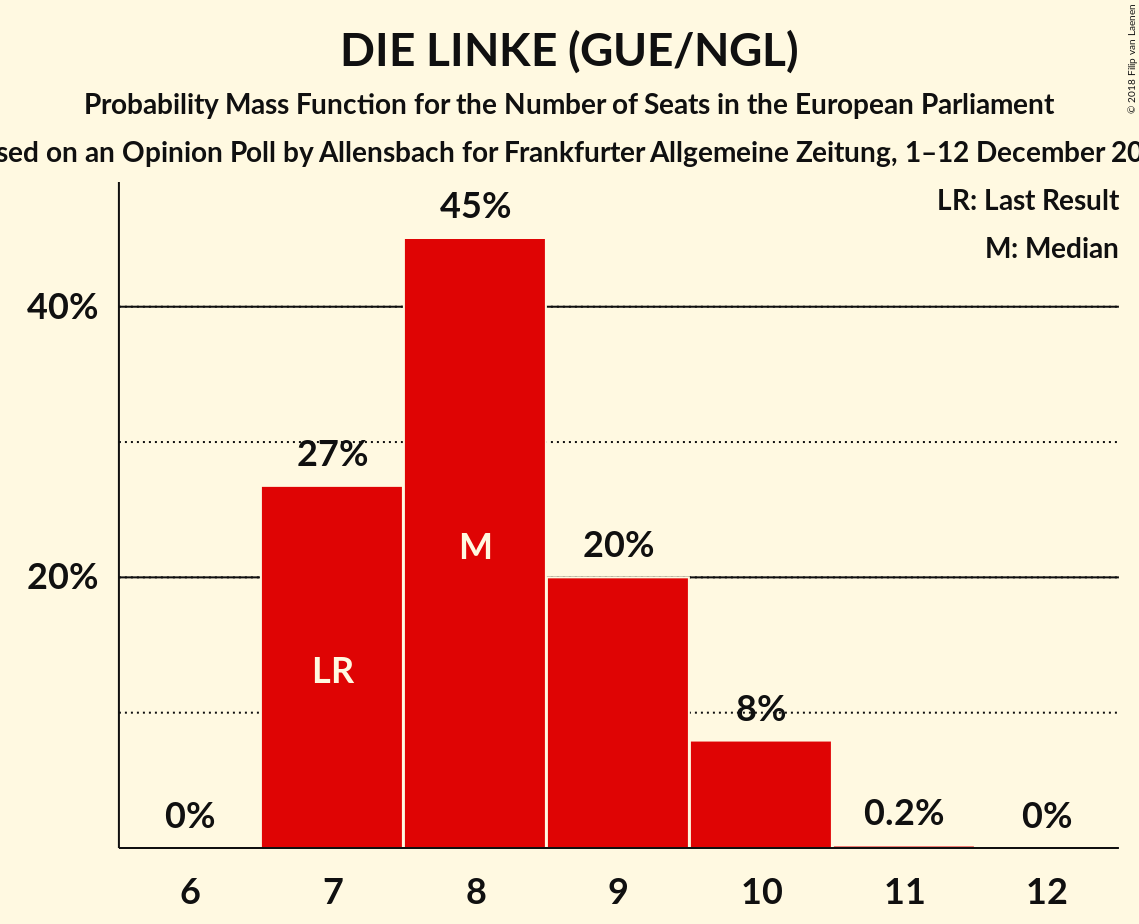 DIE LINKE (GUE/NGL)
Probability Mass Function for the Number of Seats in the European Parliament
on an Opinion Poll by Allensbach for Frankfurter Allgemeine Zeitung, 1–12 December
© 2018 Filip van Laenen
LR: Last Result
M: Median
45%
40%
27%
M
20%
20%
LR
8%
0%
0.2%
0%
6 7 8 9 10 11 12